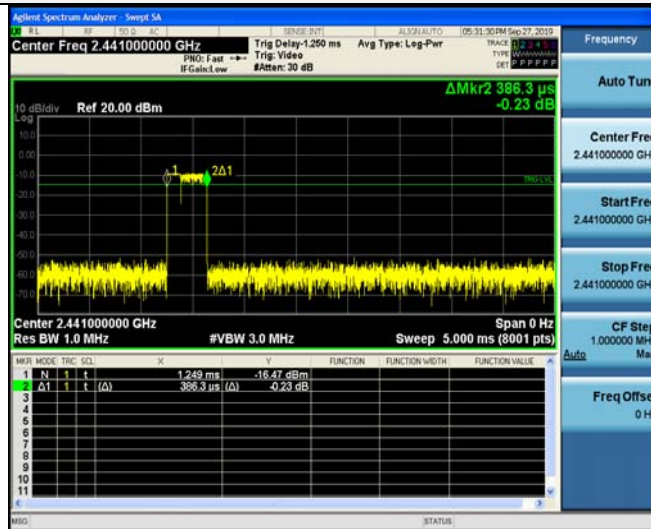 Agilent Spectrum Analyzer - Swept SA
RL RF 50 Ω AC SENSE:INT ALIGN AUTO 05:31:30 PM Sep 27, 2019
Center Freq 2.441000000 GHz
PNO: Fast
IFGain:Low
Trig Delay-1.250 ms
Trig: Video
#Atten: 30 dB
Avg Type: Log-Pwr
TRACE 1 2 3 4 5 6
TYPE
DET P P P P P P
ΔMkr2 386.3 µs
-0.23 dB
10 dB/div Ref 20.00 dBm
Log
10.0
0.00
-10.0
-20.0
-30.0
-40.0
-50.0
-60.0
-70.0
1
2Δ1
TRIG LVL
Center 2.441000000 GHz Span 0 Hz
Res BW 1.0 MHz #VBW 3.0 MHz Sweep 5.000 ms (8001 pts)
MKR MODE TRC SCL X Y FUNCTION FUNCTION WIDTH FUNCTION VALUE
1 N 1 t 1.249 ms -16.47 dBm
2 Δ1 1 t (Δ) 386.3 µs (Δ) -0.23 dB
3
4
5
6
7
8
9
10
11
MSG STATUS
Frequency
Auto Tun
Center Fre
2.441000000 GH
Start Fre
2.441000000 GH
Stop Fre
2.441000000 GH
CF Step
1.000000 MH
Auto Ma
Freq Offse
0 H